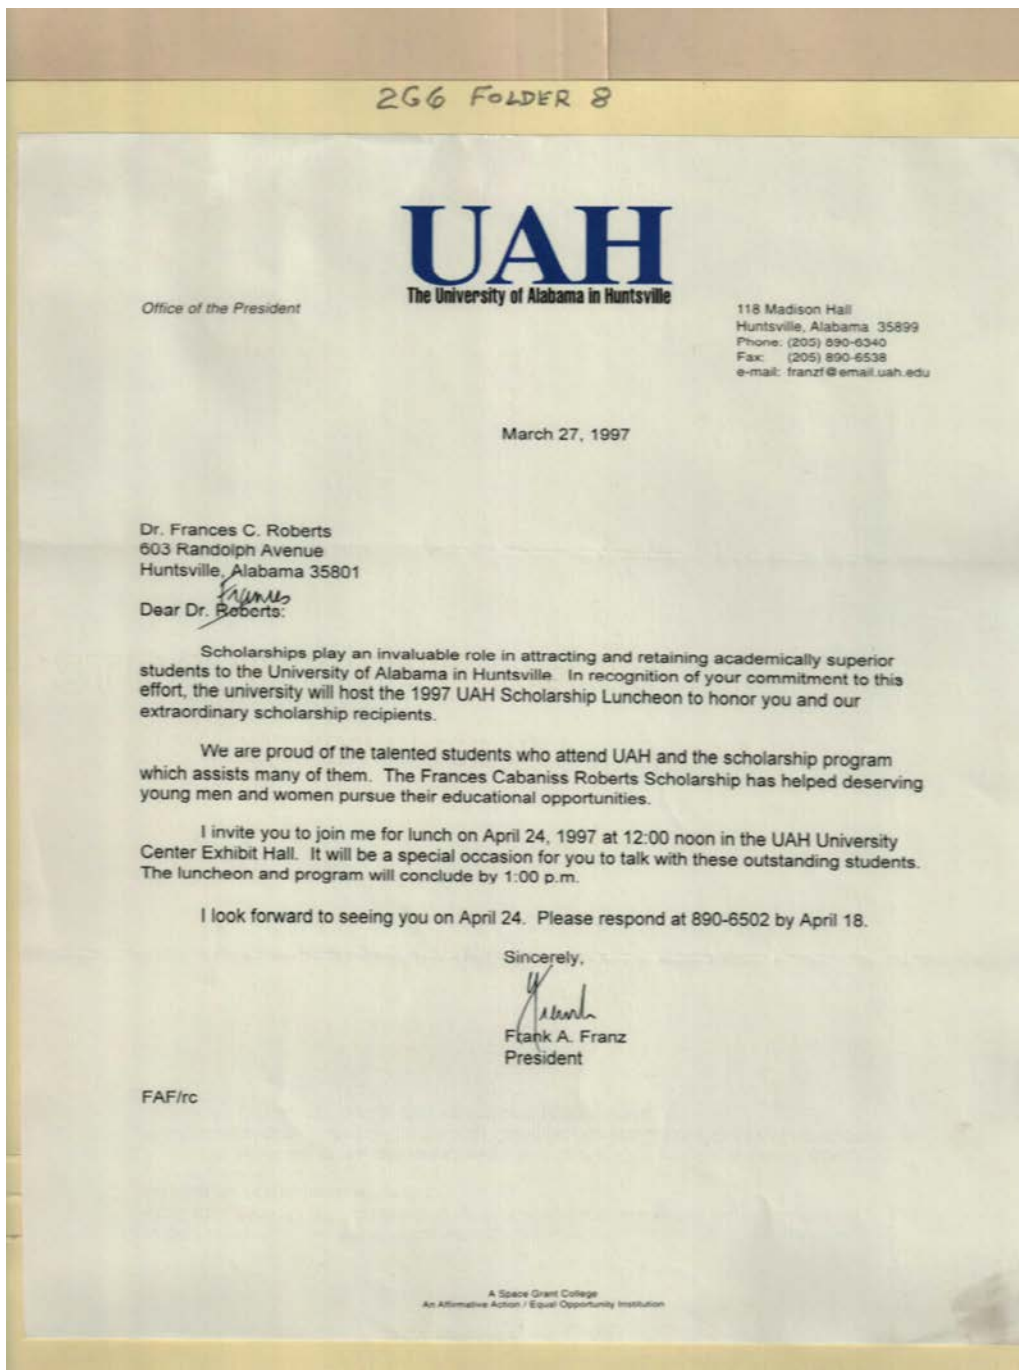 2G6 FOLDER 8
UAH
The University of Alabama in Huntsville
Office of the President
118 Madison Hall
Huntsville, Alabama 35899
Phone: (205) 890-6340
Fax: (205) 890-6538
e-mail: franzf@email.uah.edu
March 27, 1997
Dr. Frances C. Roberts
603 Randolph Avenue
Huntsville, Alabama 35801
Frances
Dear Dr. Roberts:
Scholarships play an invaluable role in attracting and retaining academically superior
students to the University of Alabama in Huntsville. In recognition of your commitment to this
effort, the university will host the 1997 UAH Scholarship Luncheon to honor you and our
extraordinary scholarship recipients.
We are proud of the talented students who attend UAH and the scholarship program
which assists many of them. The Frances Cabaniss Roberts Scholarship has helped deserving
young men and women pursue their educational opportunities.
I invite you to join me for lunch on April 24, 1997 at 12:00 noon in the UAH University
Center Exhibit Hall. It will be a special occasion for you to talk with these outstanding students.
The luncheon and program will conclude by 1:00 p.m.
I look forward to seeing you on April 24. Please respond at 890-6502 by April 18.
Sincerely,
Frank
Frank A. Franz
President
FAF/rc
A Space Grant College
An Affirmative Action / Equal Opportunity Institution